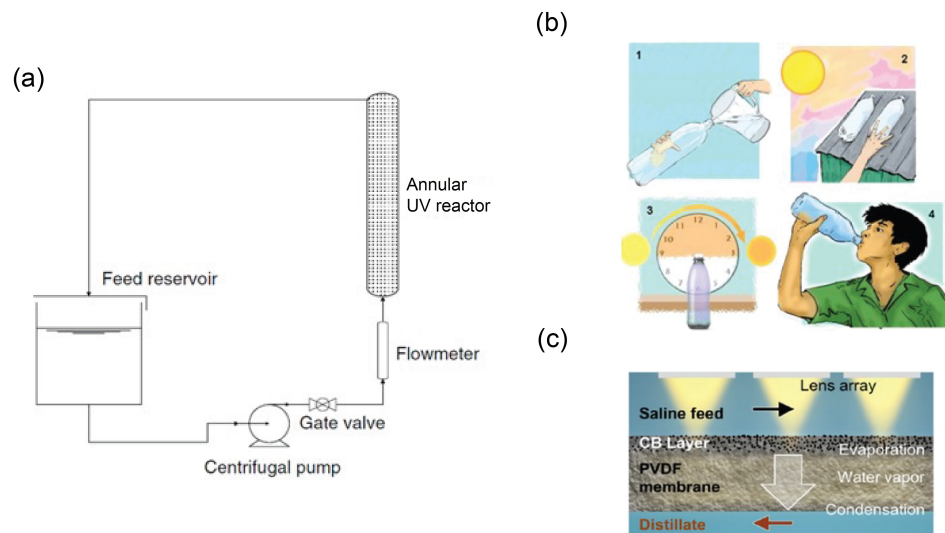 (a)
Annular
UV reactor
Feed reservoir
Flowmeter
Gate valve
Centrifugal pump
(b)
1
2
3
12
11
1
10
2
9
3
8
4
7
5
6
4
(c)
Lens array
Saline feed
CB Layer
Evaporation
PVDF
membrane
Water vapor
Condensation
Distillate